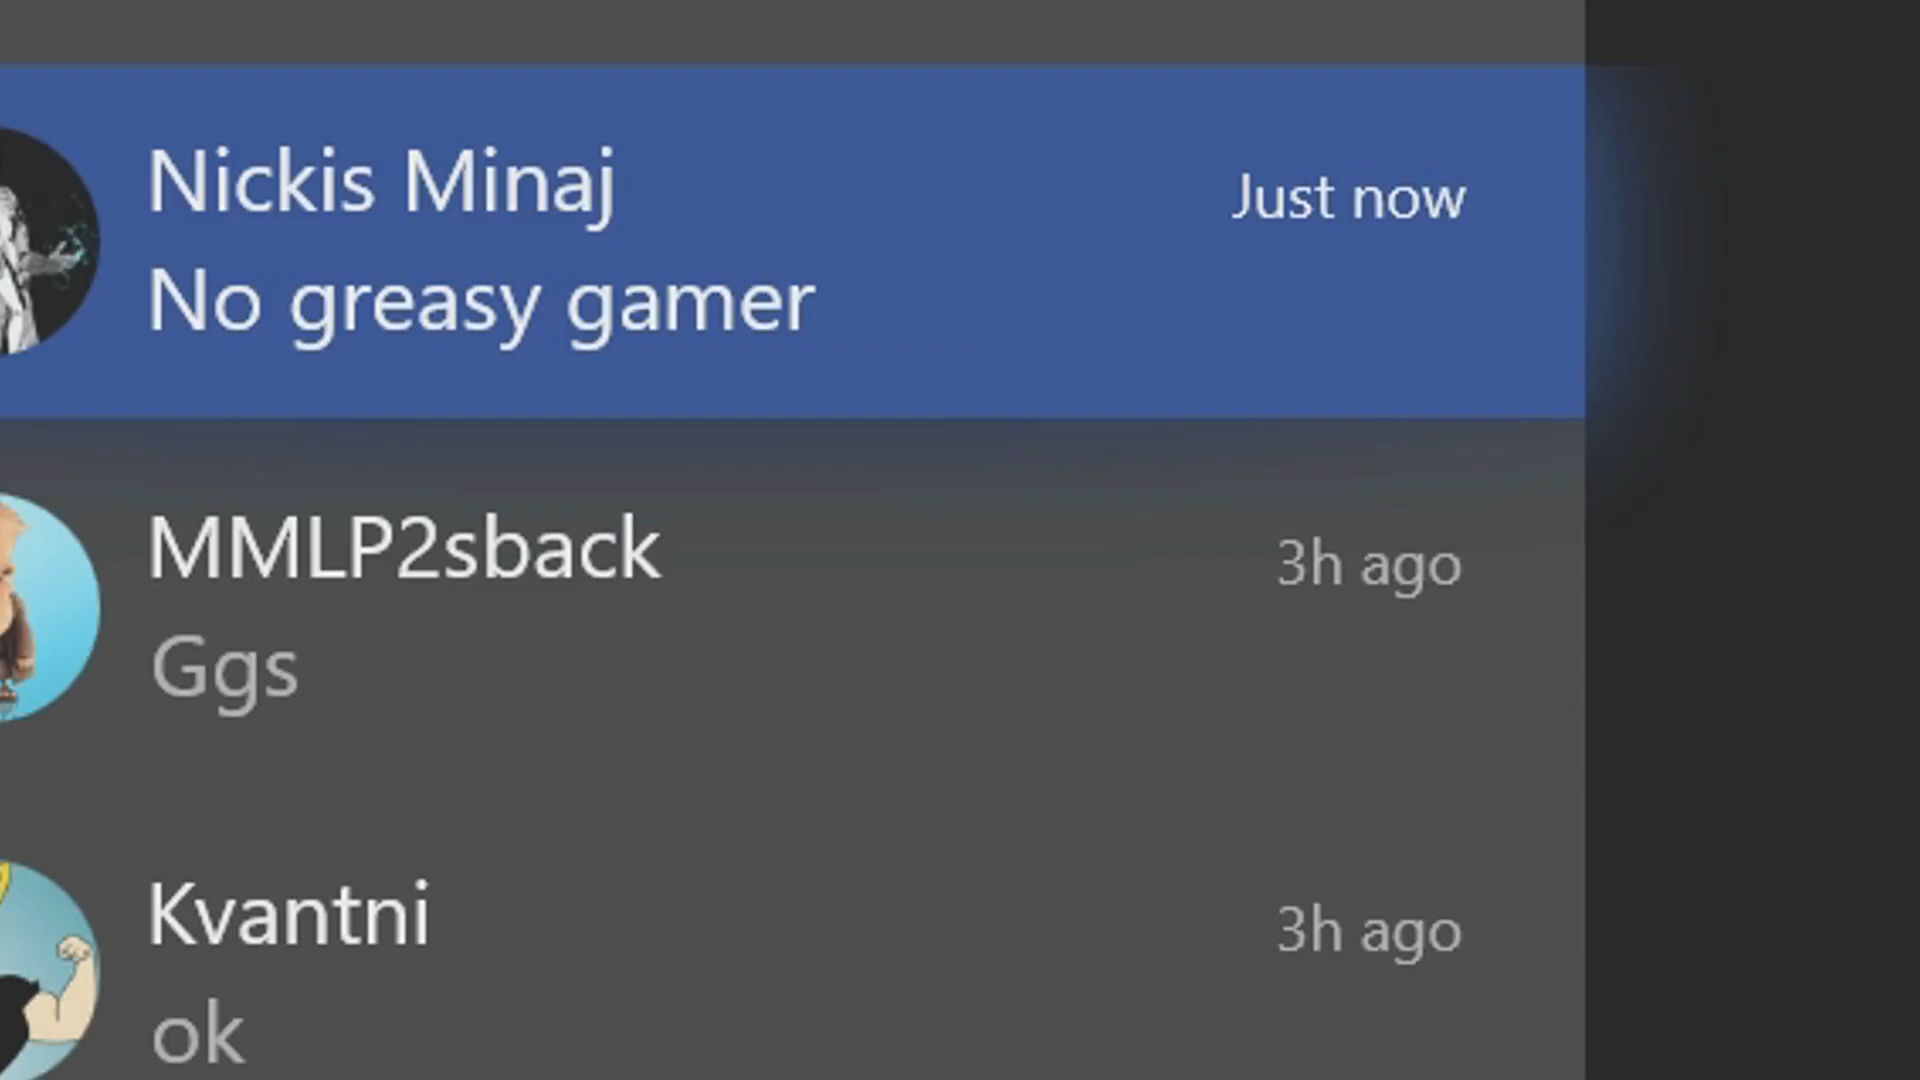 Nickis Minaj
Just now
No greasy gamer
MMLP2sback
3h ago
Ggs
Kvantni
3h ago
ok